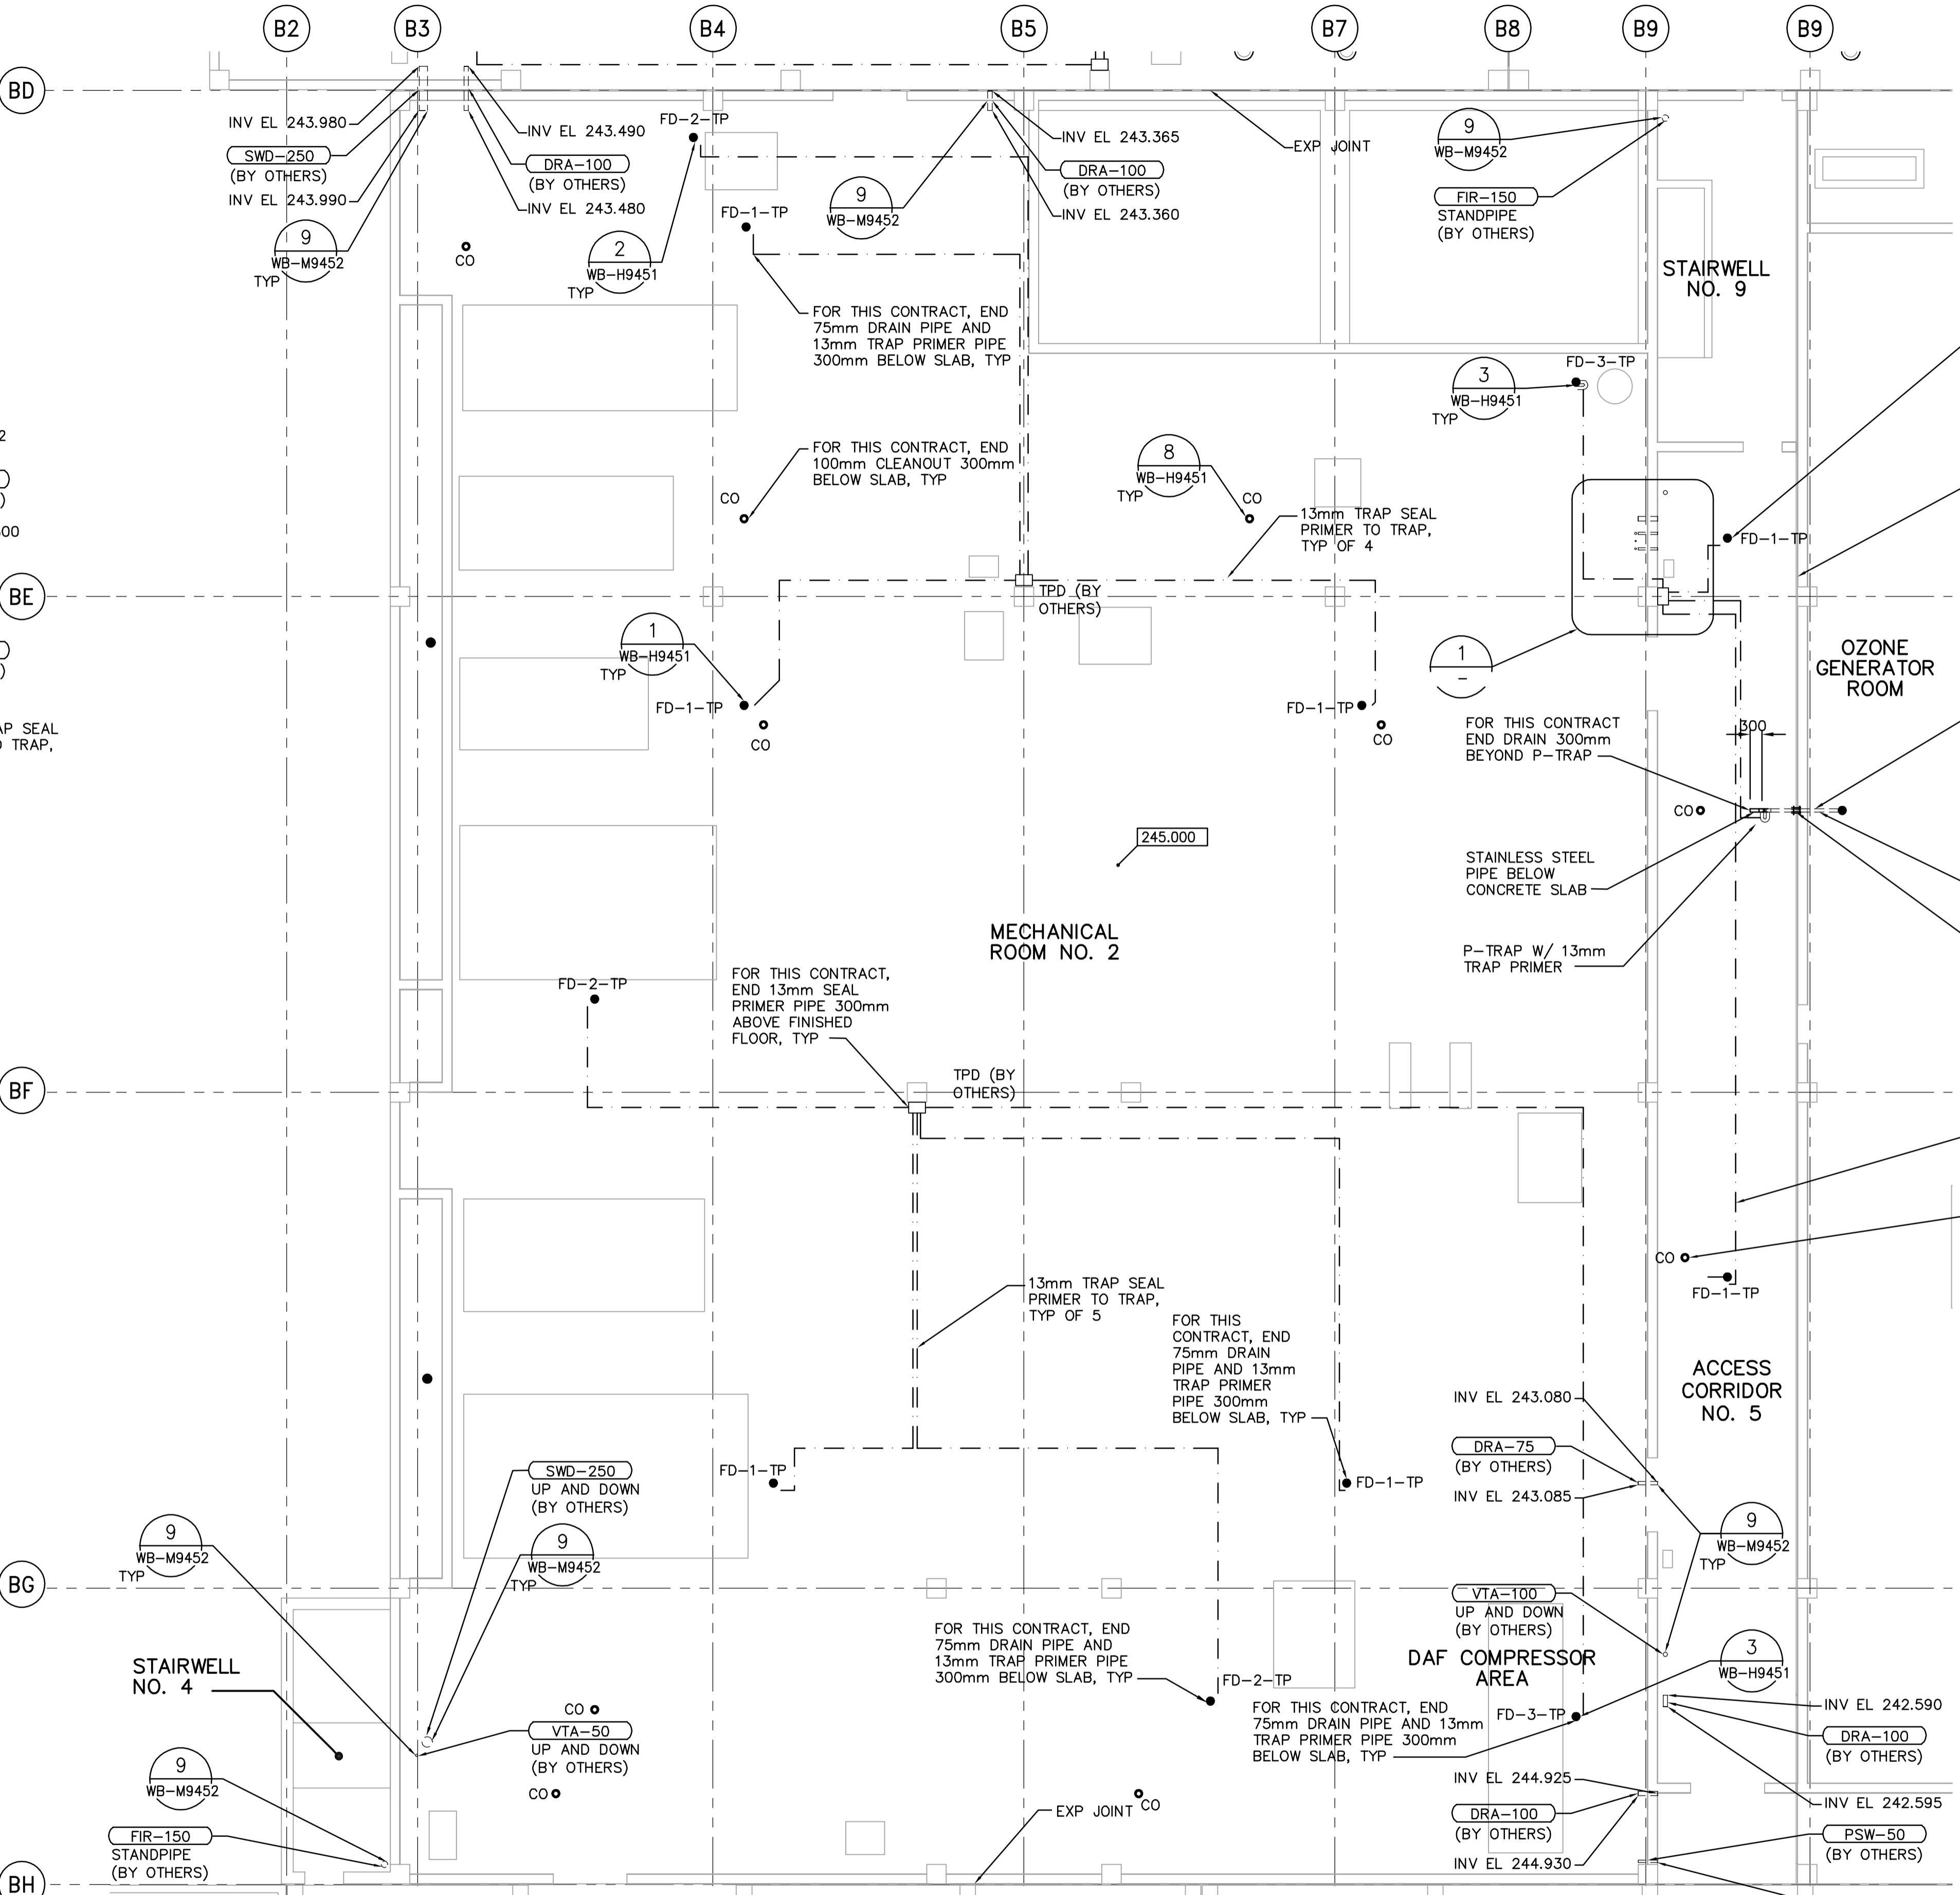 B2
B3
B4
B5
B7
B8
B9
B9
BD
INV EL 243.980
SWD-250
(BY OTHERS)
INV EL 243.990
9
WB-M9452
TYP
INV EL 243.490
DRA-100
(BY OTHERS)
INV EL 243.480
CO
FD-2-TP
2
WB-H9451
TYP
FD-1-TP
9
WB-M9452
INV EL 243.365
DRA-100
(BY OTHERS)
INV EL 243.360
EXP JOINT
9
WB-M9452
FIR-150
STANDPIPE
(BY OTHERS)
STAIRWELL
NO. 9
FOR THIS CONTRACT, END
75mm DRAIN PIPE AND
13mm TRAP PRIMER PIPE
300mm BELOW SLAB, TYP
FD-3-TP
3
WB-H9451
TYP
2
)
00
FOR THIS CONTRACT, END
100mm CLEANOUT 300mm
BELOW SLAB, TYP
CO
8
WB-H9451
TYP
CO
13mm TRAP SEAL
PRIMER TO TRAP,
TYP OF 4
FD-1-TP
BE
TPD (BY
OTHERS)
1
WB-H9451
TYP
FD-1-TP
CO
FD-1-TP
CO
1
-
OZONE
GENERATOR
ROOM
)
AP SEAL
O TRAP,
FOR THIS CONTRACT
END DRAIN 300mm
BEYOND P-TRAP
300
CO
245.000
STAINLESS STEEL
PIPE BELOW
CONCRETE SLAB
MECHANICAL
ROOM NO. 2
P-TRAP W/ 13mm
TRAP PRIMER
FD-2-TP
FOR THIS CONTRACT,
END 13mm SEAL
PRIMER PIPE 300mm
ABOVE FINISHED
FLOOR, TYP
BF
TPD (BY
OTHERS)
CO
FD-1-TP
13mm TRAP SEAL
PRIMER TO TRAP,
TYP OF 5
FOR THIS
CONTRACT, END
75mm DRAIN
PIPE AND 13mm
TRAP PRIMER
PIPE 300mm
BELOW SLAB, TYP
ACCESS
CORRIDOR
NO. 5
INV EL 243.080
DRA-75
(BY OTHERS)
INV EL 243.085
FD-1-TP
FD-1-TP
SWD-250
UP AND DOWN
(BY OTHERS)
9
WB-M9452
TYP
9
WB-M9452
TYP
9
WB-M9452
TYP
BG
VTA-100
UP AND DOWN
(BY OTHERS)
FOR THIS CONTRACT, END
75mm DRAIN PIPE AND
13mm TRAP PRIMER PIPE
300mm BELOW SLAB, TYP
FD-2-TP
DAF COMPRESSOR
AREA
3
WB-H9451
STAIRWELL
NO. 4
CO
VTA-50
UP AND DOWN
(BY OTHERS)
FOR THIS CONTRACT, END
75mm DRAIN PIPE AND 13mm
TRAP PRIMER PIPE 300mm
BELOW SLAB, TYP
FD-3-TP
INV EL 242.590
DRA-100
(BY OTHERS)
INV EL 242.595
9
WB-M9452
CO
CO
EXP JOINT
INV EL 244.925
DRA-100
(BY OTHERS)
INV EL 244.930
PSW-50
(BY OTHERS)
FIR-150
STANDPIPE
(BY OTHERS)
BH